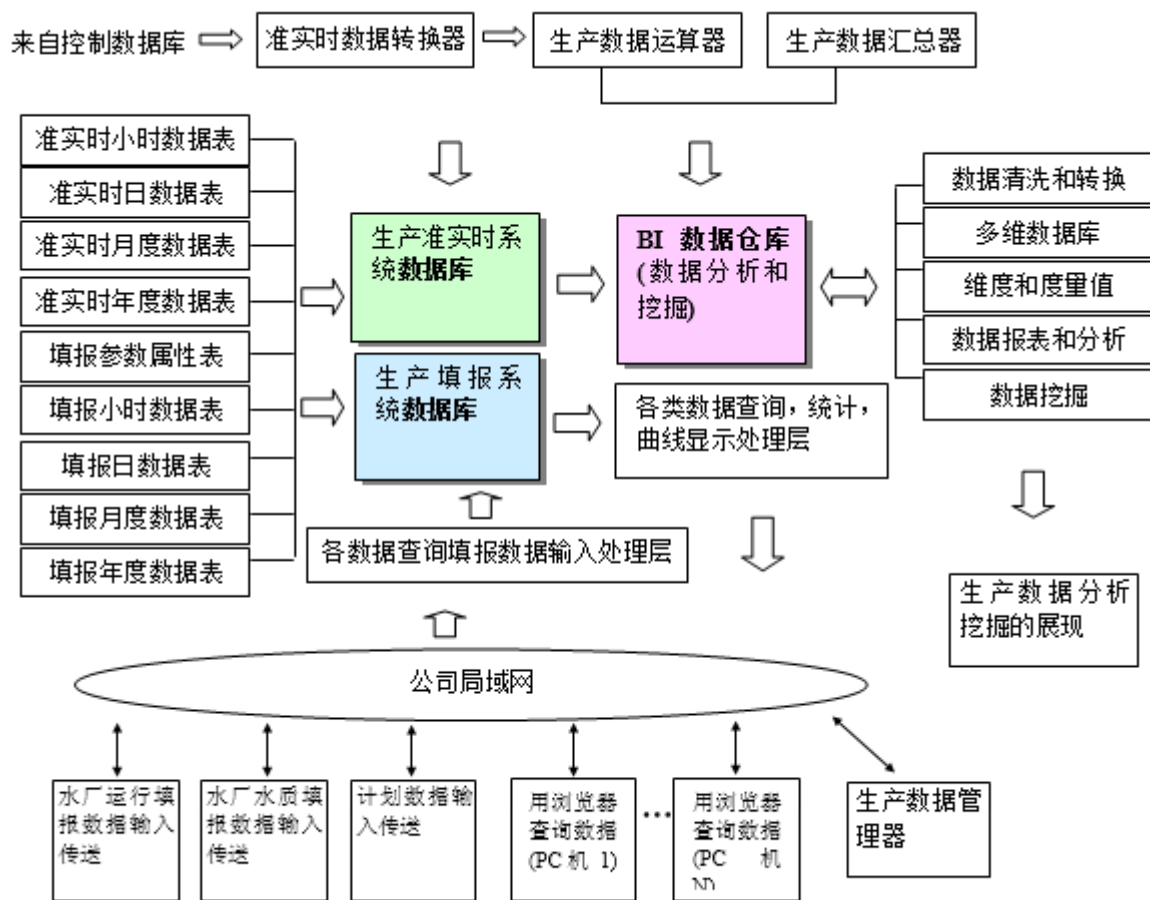 来自控制数据库
准实时数据转换器
生产数据运算器
生产数据汇总器
准实时小时数据表
准实时日数据表
准实时月度数据表
准实时年度数据表
填报参数属性表
填报小时数据表
填报日数据表
填报月度数据表
填报年度数据表
生产准实时系
统数据库
生产填报系
统数据库
BI 数据仓库
(数据分析和
挖掘)
各类数据查询，统计，
曲线显示处理层
数据清洗和转换
多维数据库
维度和度量值
数据报表和分析
数据挖掘
各数据查询填报数据输入处理层
生产数据分析
挖掘的展现
公司局域网
水厂运行填
报数据输入
传送
水厂水质填
报数据输入
传送
计划数据输
入传送
用浏览器
查询数据
(PC机 1)
…
用浏览器
查询数据
(PC 机
N)
生产数据管
理器